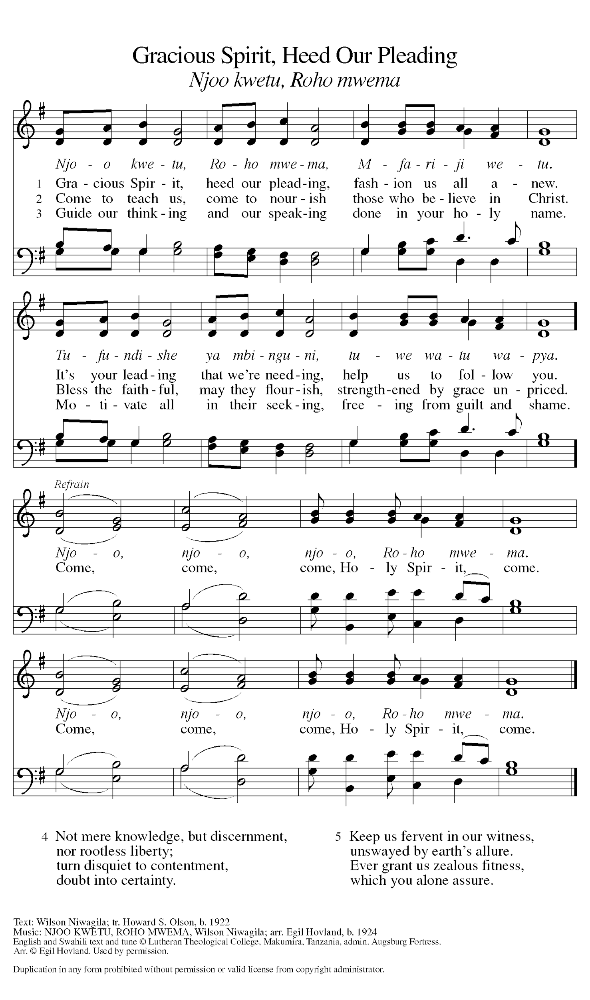 Gracious Spirit, Heed Our Pleading
Njoo kwetu, Roho mwema
Njo - o kwe - tu, Ro - ho mwe - ma, M - fa - ri - ji we - tu.
1 Gra - cious Spir - it, heed our plead - ing, fash - ion us all a - new.
2 Come to teach us, come to nour - ish those who be - lieve in Christ.
3 Guide our think - ing and our speak - ing done in your ho - ly name.
Tu - fu - ndi - she ya mbi - ngu - ni, tu - we wa - tu wa - pya.
It's your lead - ing that we're need - ing, help us to fol - low you.
Bless the faith - ful, may they flour - ish, strength - ened by grace un - priced.
Mo - ti - vate all in their seek - ing, free - ing from guilt and shame.
Refrain
Njo - o, njo - o, njo - o, Ro - ho mwe - ma.
Come, come, come, Ho - ly Spir - it, come.
Njo - o, njo - o, njo - o, Ro - ho mwe - ma.
Come, come, come, Ho - ly Spir - it, come.
4 Not mere knowledge, but discernment,
nor rootless liberty;
turn disquiet to contentment,
doubt into certainty.
5 Keep us fervent in our witness,
unswayed by earth's allure.
Ever grant us zealous fitness,
which you alone assure.
Text: Wilson Niwagila; tr. Howard S. Olson, b. 1922
Music: NJOO KWETU, ROHO MWEMA, Wilson Niwagila; arr. Egil Hovland, b. 1924
English and Swahili text and tune © Lutheran Theological College, Makumira, Tanzania, admin. Augsburg Fortress.
Arr. © Egil Hovland. Used by permission.
Duplication in any form prohibited without permission or valid license from copyright administrator.